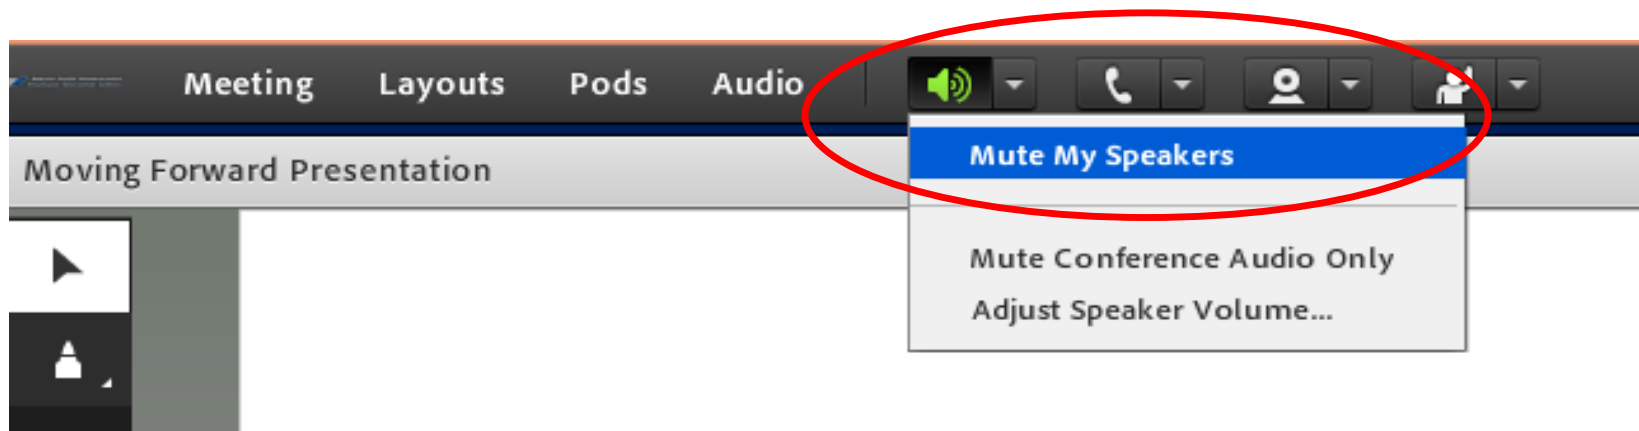 Meeting Layouts Pods Audio
Moving Forward Presentation
Mute My Speakers
Mute Conference Audio Only
Adjust Speaker Volume...